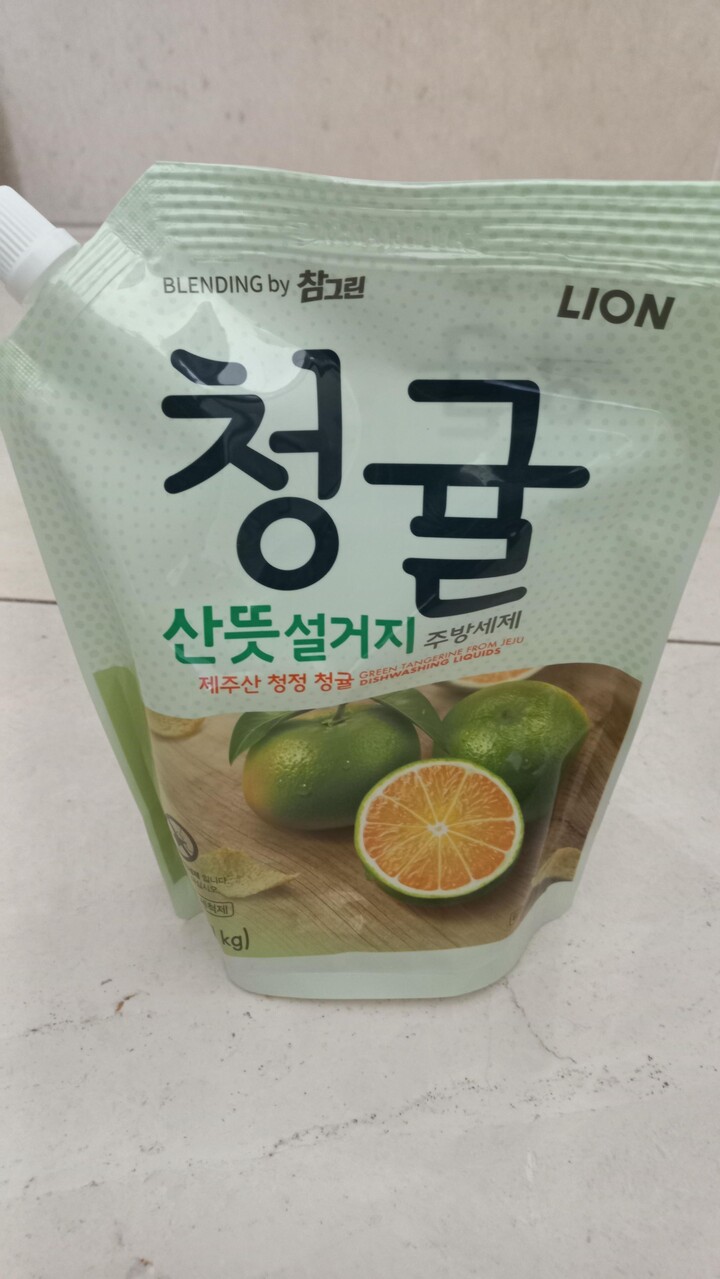 BLENDING by 참그린
LION
청귤
산뜻설거지 주방세제
제주산 청정 청귤 GREEN TANGERINE FROM JEJU
DISHWASHING LIQUIDS
kg)